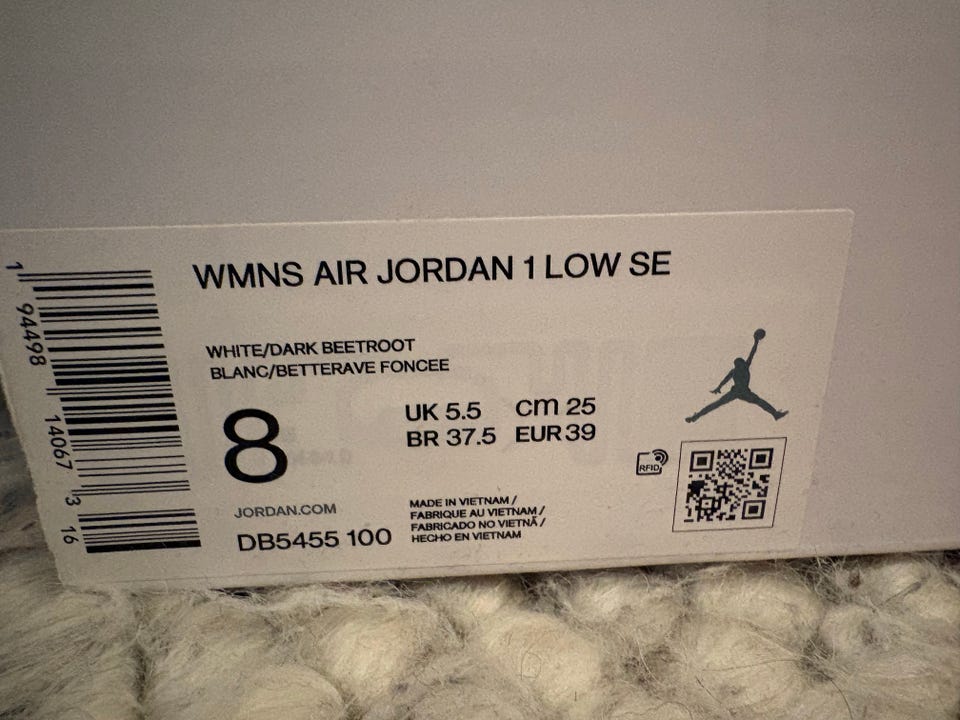 WMNS AIR JORDAN 1 LOW SE
WHITE/DARK BEETROOT
BLANC/BETTERAVE FONCEE
8
UK 5.5 cm 25
BR 37.5 EUR 39
JORDAN.COM
DB5455 100
MADE IN VIETNAM /
FABRIQUE AU VIETNAM /
FABRICADO NO VIETNÃ /
HECHO EN VIETNAM
RFID
1 94498 14067 3 16